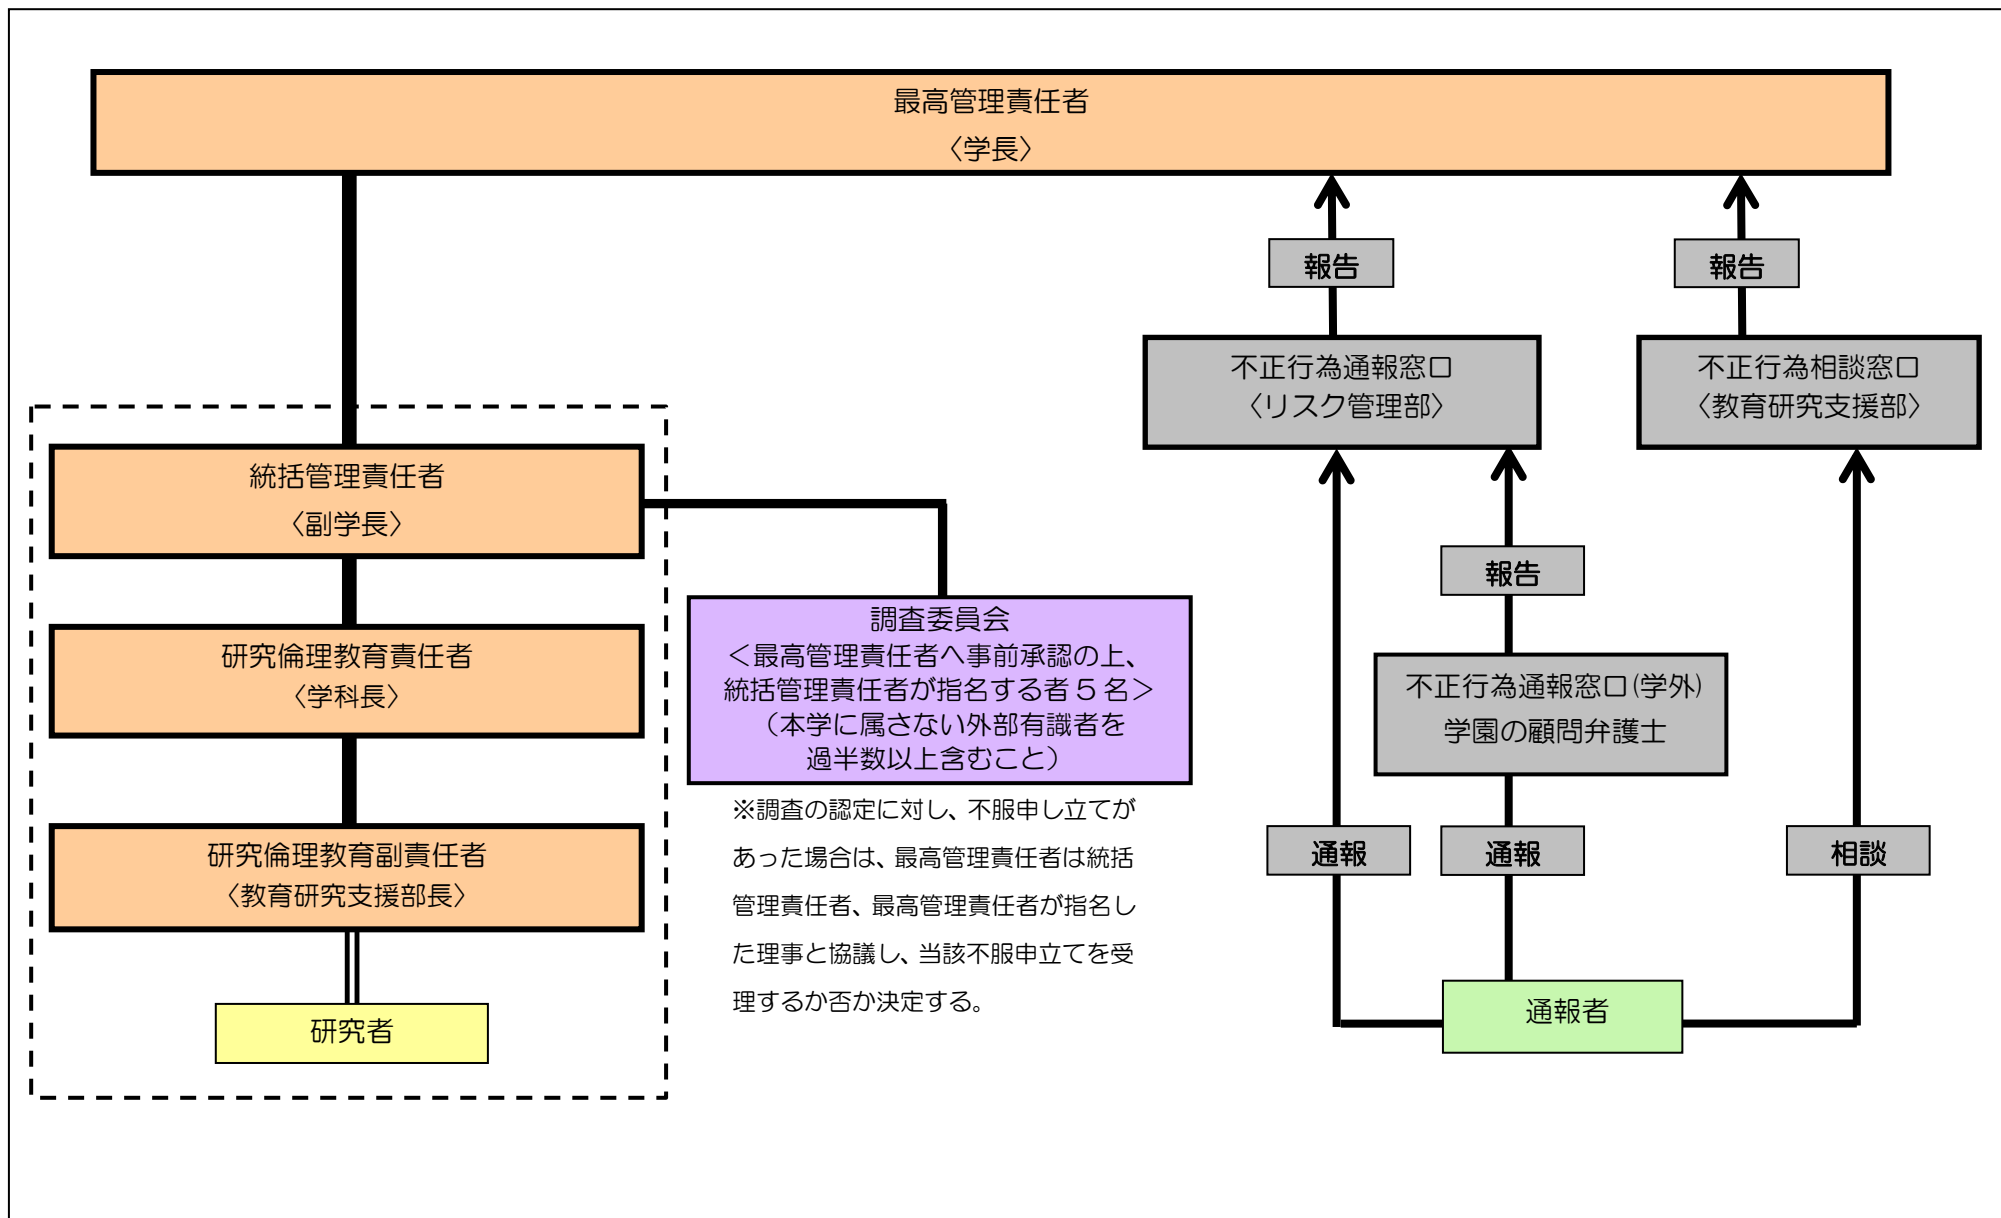 最高管理責任者
〈学長〉
報告
報告
不正行為通報窓口
〈リスク管理部〉
不正行為相談窓口
〈教育研究支援部〉
統括管理責任者
〈副学長〉
報告
調査委員会
＜最高管理責任者へ事前承認の上、
統括管理責任者が指名する者５名＞
（本学に属さない外部有識者を
過半数以上含むこと）
研究倫理教育責任者
〈学科長〉
不正行為通報窓口(学外)
学園の顧問弁護士
※調査の認定に対し、不服申し立てが
あった場合は、最高管理責任者は統括
管理責任者、最高管理責任者が指名し
た理事と協議し、当該不服申立てを受
理するか否か決定する。
研究倫理教育副責任者
〈教育研究支援部長〉
通報
通報
相談
研究者
通報者